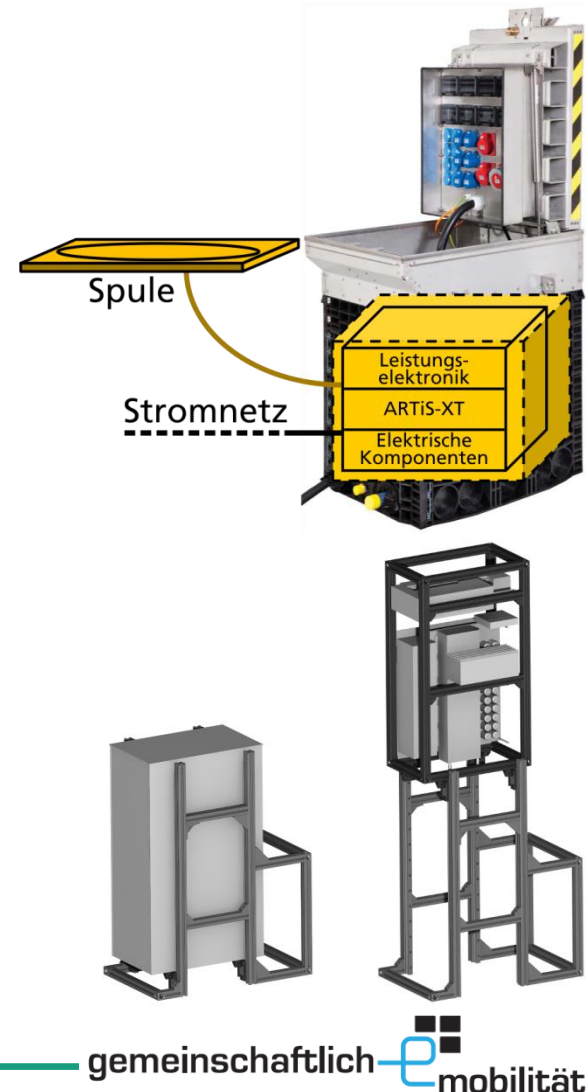 Spule
Leistungs-
elektronik
Stromnetz
ARTiS-XT
Elektrische
Komponenten
gemeinschaftlich
e mobilität